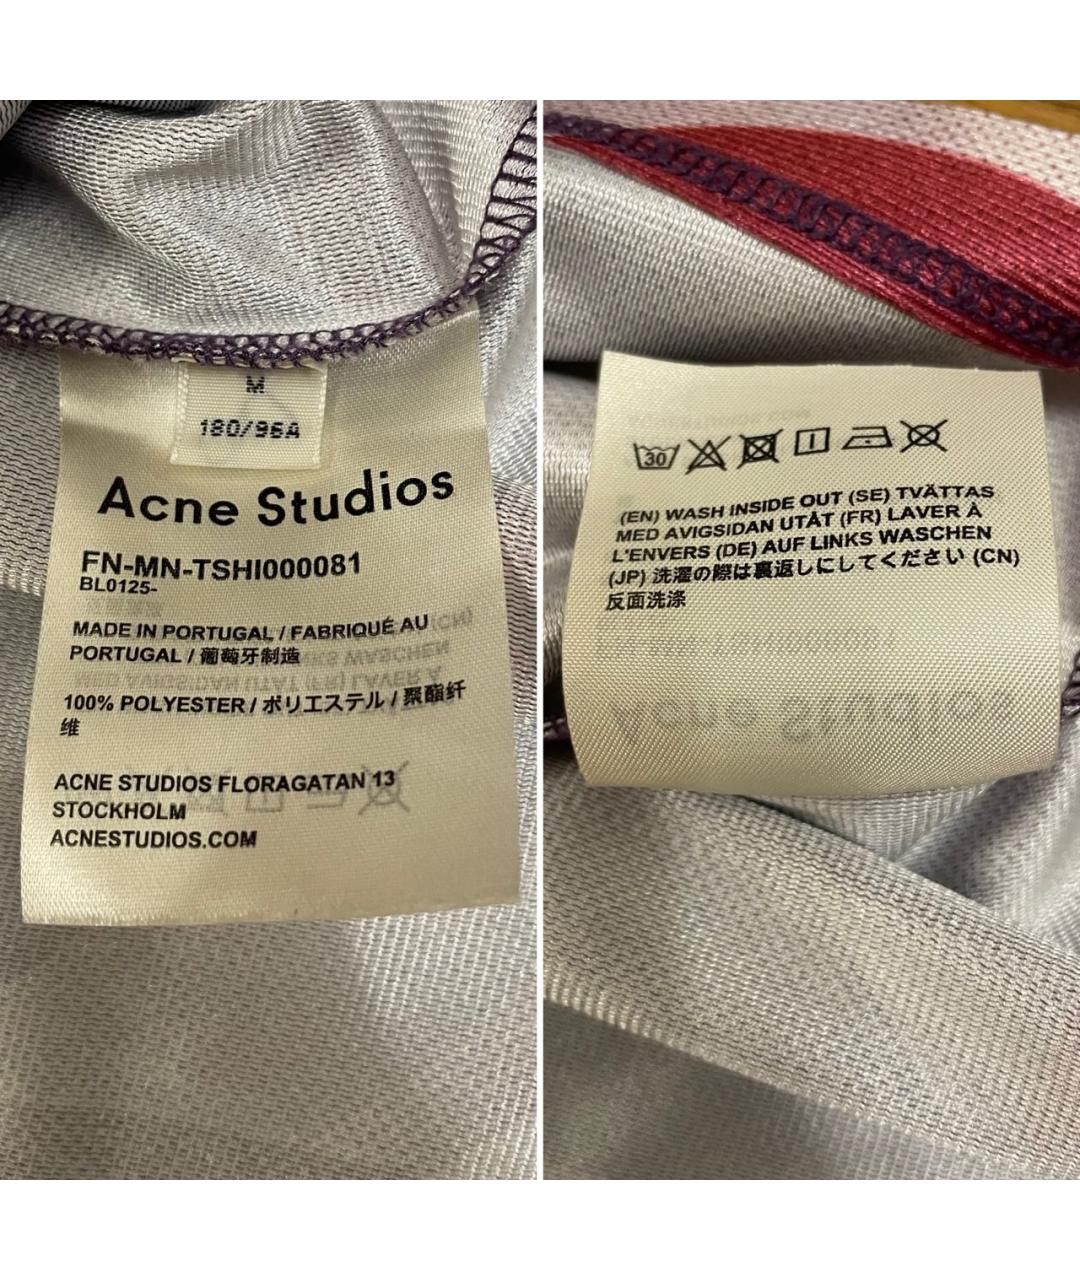 M
180/96A
Acne Studios
FN-MN-TSHI000081
BL0125-
MADE IN PORTUGAL / FABRIQUÉ AU
PORTUGAL / 葡萄牙制造
100% POLYESTER / ポリエステル / 聚酯纤
维
ACNE STUDIOS FLORAGATAN 13
STOCKHOLM
ACNESTUDIOS.COM
30
(EN) WASH INSIDE OUT (SE) TVÄTTAS
MED AVIGSIDAN UTÅT (FR) LAVER À
L'ENVERS (DE) AUF LINKS WASCHEN
(JP) 洗濯の際は裏返しにしてください (CN)
反面洗涤